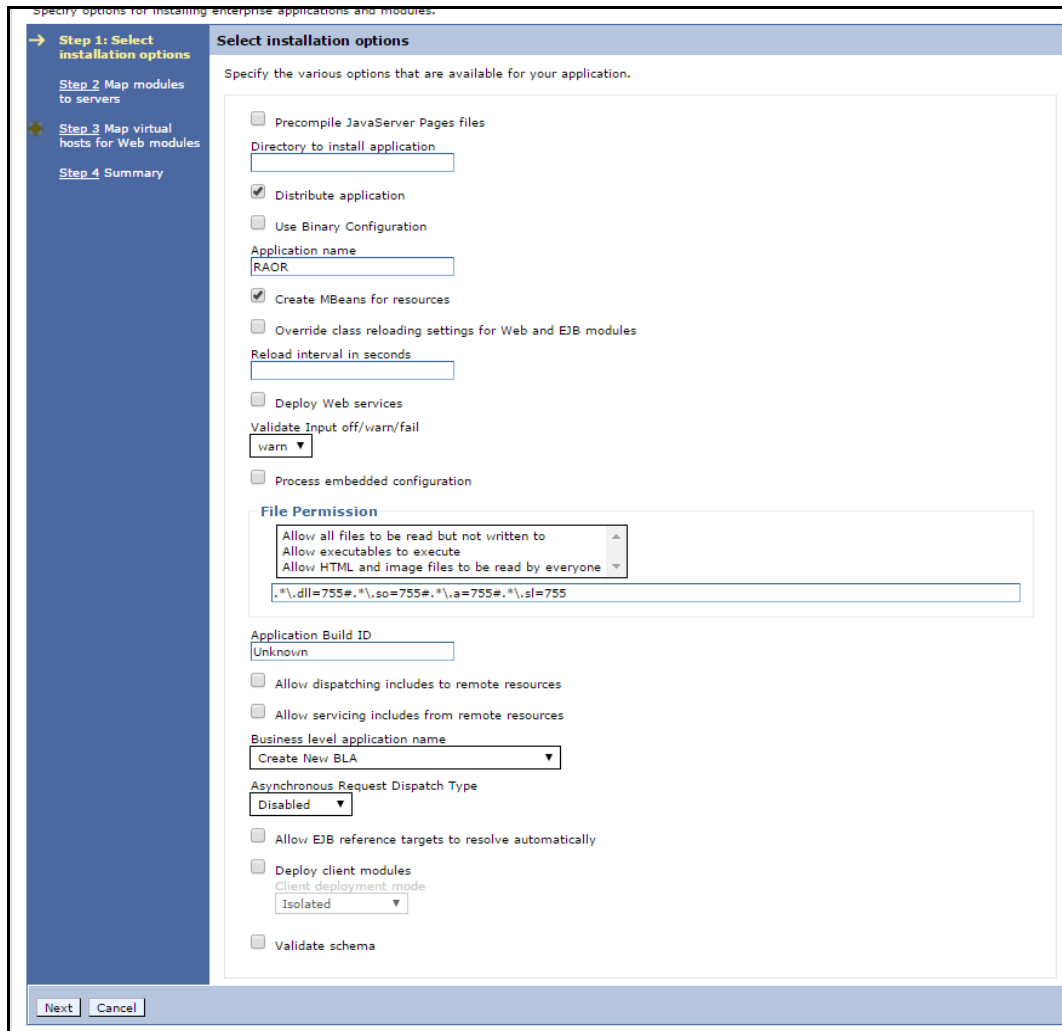 Specify options for installing enterprise applications and modules.
Step 1: Select
installation options
Step 2 Map modules
to servers
Step 3 Map virtual
hosts for Web modules
Step 4 Summary
Select installation options
Specify the various options that are available for your application.
Precompile JavaServer Pages files
Directory to install application
Distribute application
Use Binary Configuration
Application name
RAOR
Create MBeans for resources
Override class reloading settings for Web and EJB modules
Reload interval in seconds
Deploy Web services
Validate Input off/warn/fail
warn
Process embedded configuration
File Permission
Allow all files to be read but not written to
Allow executables to execute
Allow HTML and image files to be read by everyone
.*\.dll=755#.*\.so=755#.*\.a=755#.*\.sl=755
Application Build ID
Unknown
Allow dispatching includes to remote resources
Allow servicing includes from remote resources
Business level application name
Create New BLA
Asynchronous Request Dispatch Type
Disabled
Allow EJB reference targets to resolve automatically
Deploy client modules
Client deployment mode
Isolated
Validate schema
Next Cancel